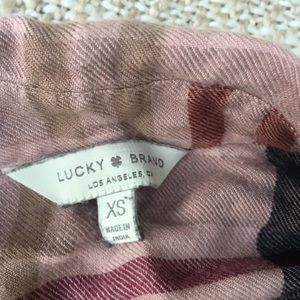 LUCKY BRAND
LOS ANGELES, CA
XS
MADE IN
INDIA